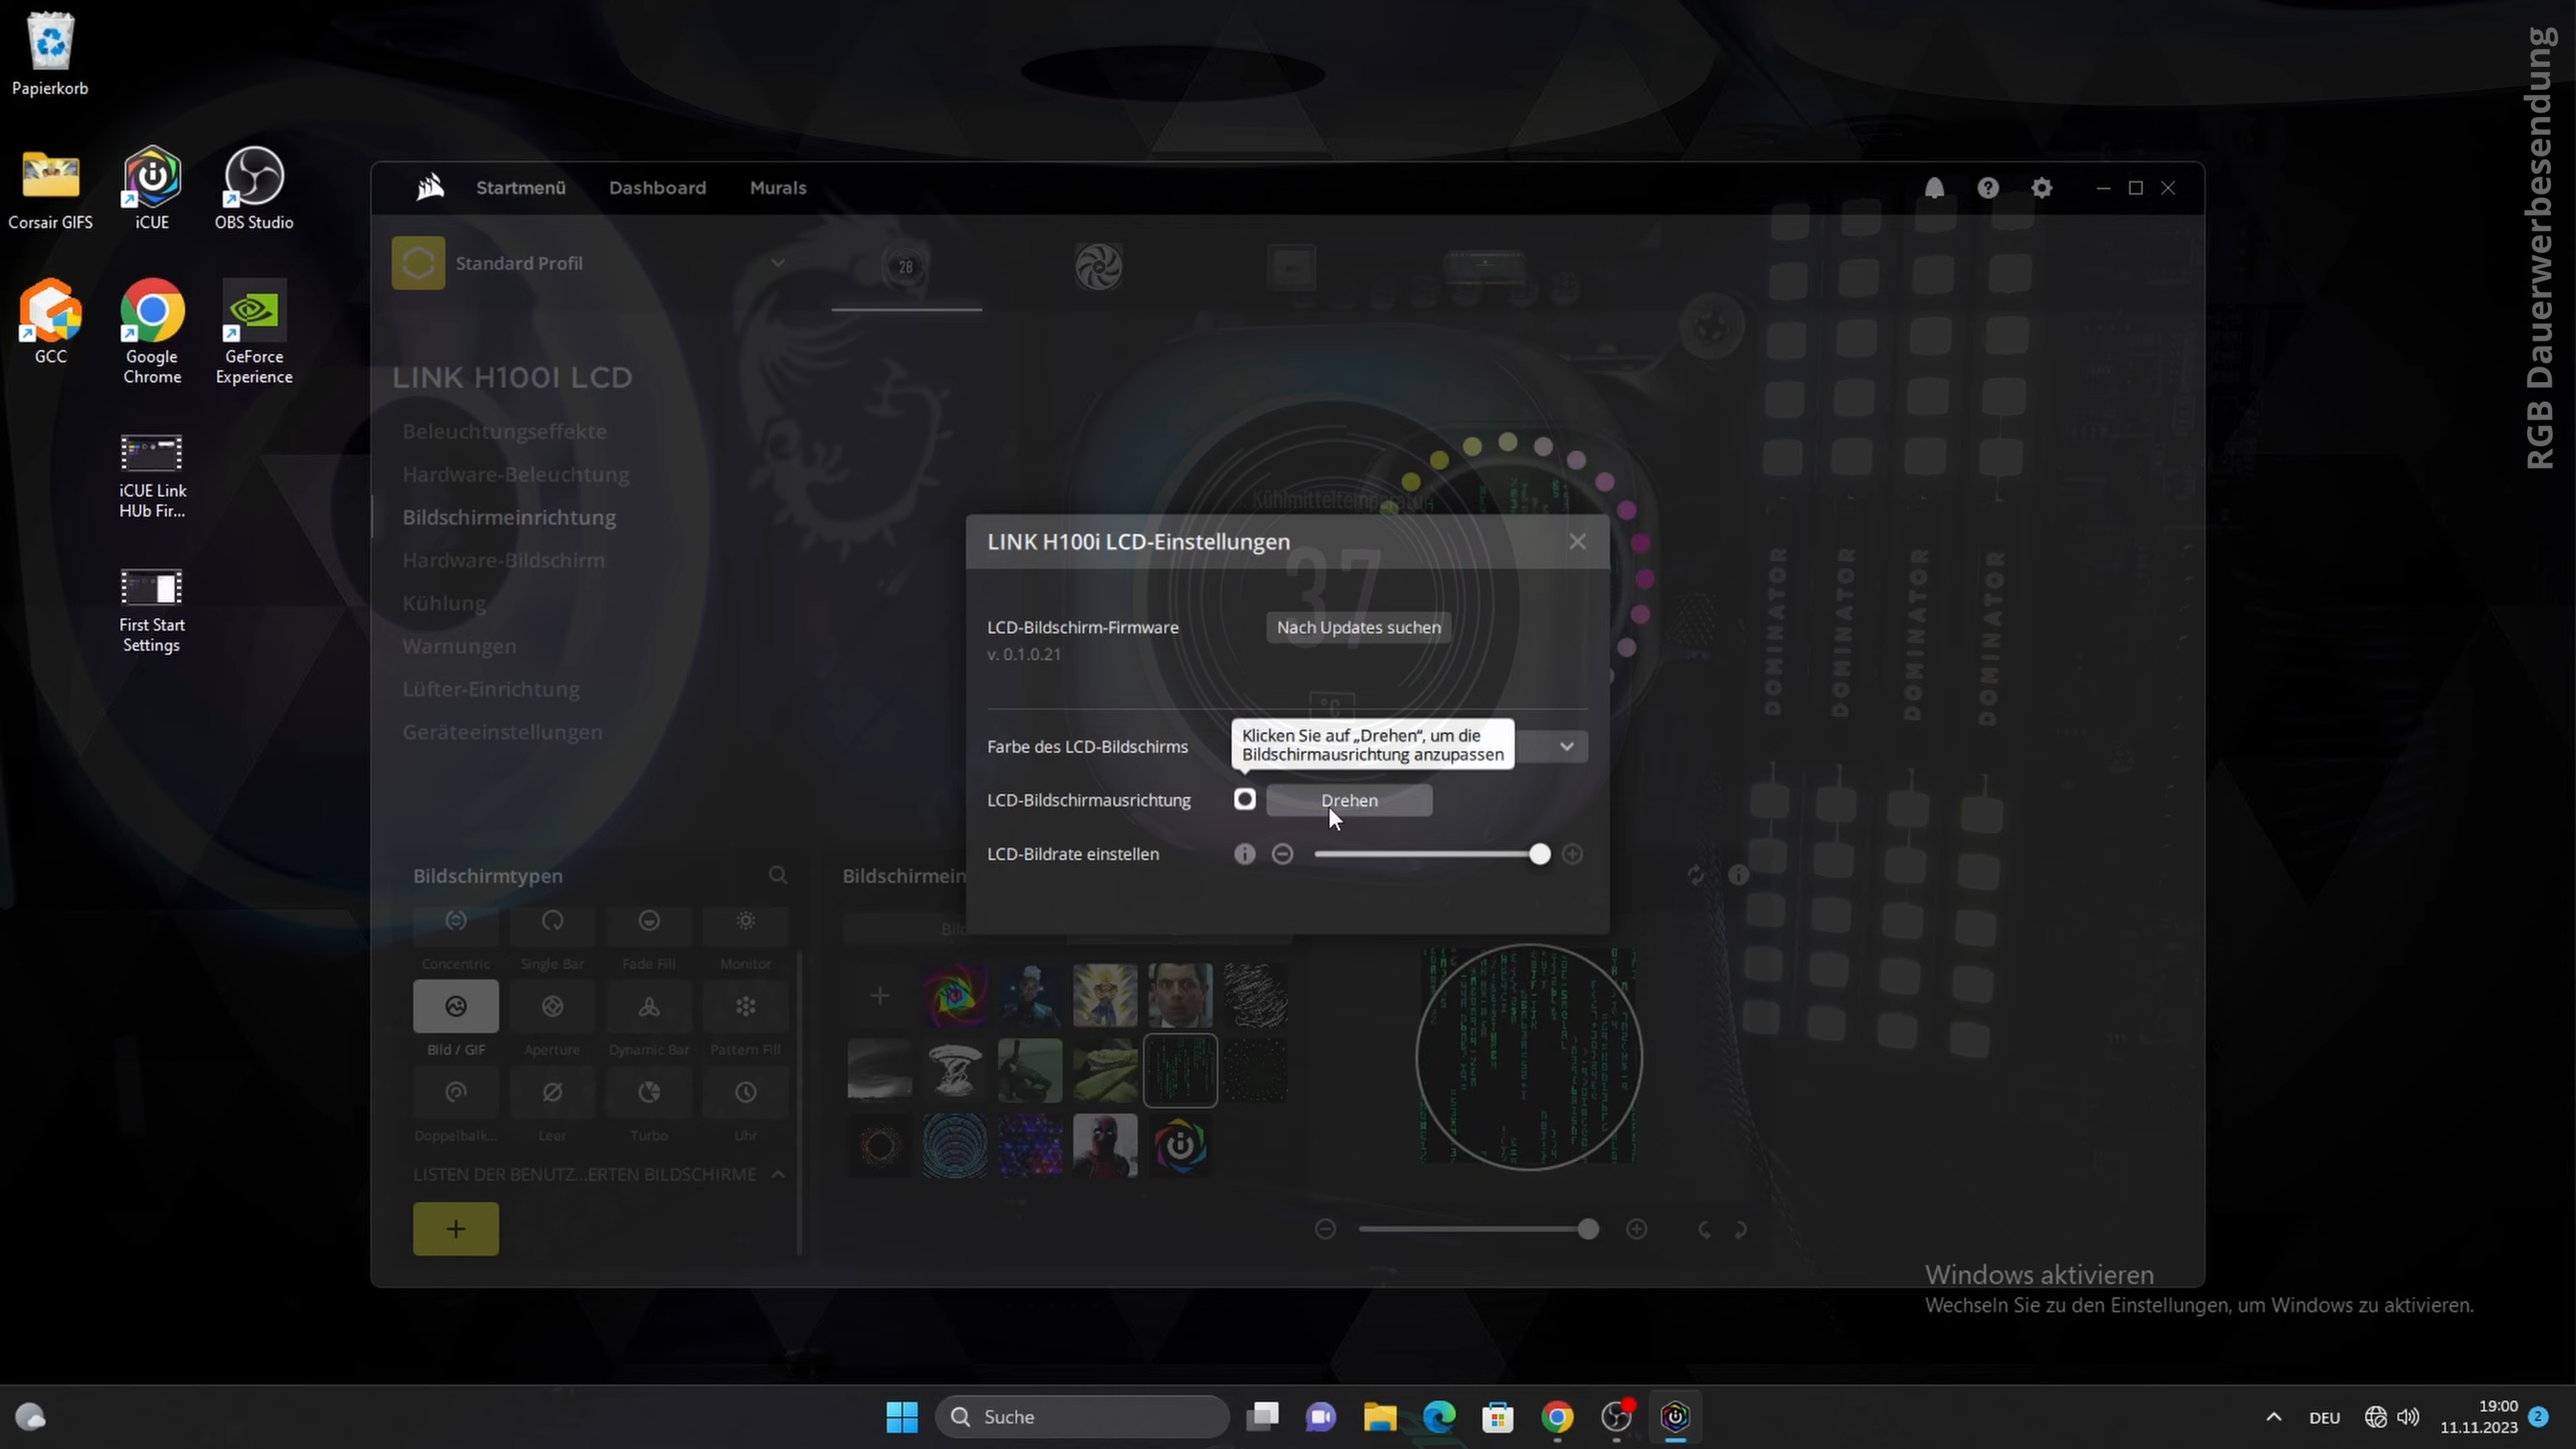 RGB Dauerwerbesendung
Papierkorb
Corsair GIFS
iCUE
OBS Studio
GCC
Google
Chrome
GeForce
Experience
iCUE Link
HUb Fir...
First Start
Settings
Startmenü
Dashboard
Murals
Standard Profil
28
LINK H100I LCD
Beleuchtungseffekte
Hardware-Beleuchtung
Bildschirmeinrichtung
Hardware-Bildschirm
Kühlung
Warnungen
Lüfter-Einrichtung
Geräteeinstellungen
LINK H100i LCD-Einstellungen
37
°C
LCD-Bildschirm-Firmware
Nach Updates suchen
v. 0.1.0.21
Farbe des LCD-Bildschirms
Klicken Sie auf „Drehen“, um die
Bildschirmausrichtung anzupassen
LCD-Bildschirmausrichtung
Drehen
LCD-Bildrate einstellen
DOMINATOR
DOMINATOR
DOMINATOR
DOMINATOR
Bildschirmtypen
Concentric
Single Bar
Fade Fill
Monitor
Bild / GIF
Aperture
Dynamic Bar
Pattern Fill
Doppelbalk...
Leer
Turbo
Uhr
LISTEN DER BENUTZ...ERTEN BILDSCHIRME
Windows aktivieren
Wechseln Sie zu den Einstellungen, um Windows zu aktivieren.
Suche
DEU
19:00
11.11.2023
2